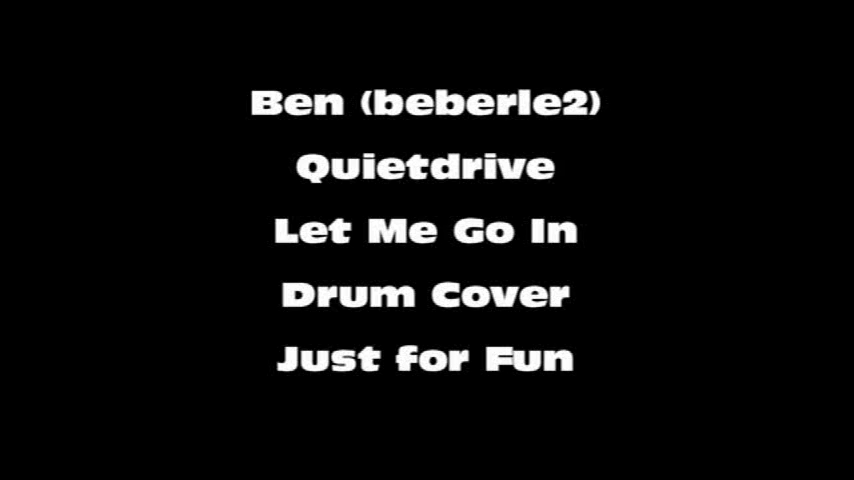 Ben (beberle2)
Quietdrive
Let Me Go In
Drum Cover
Just for Fun